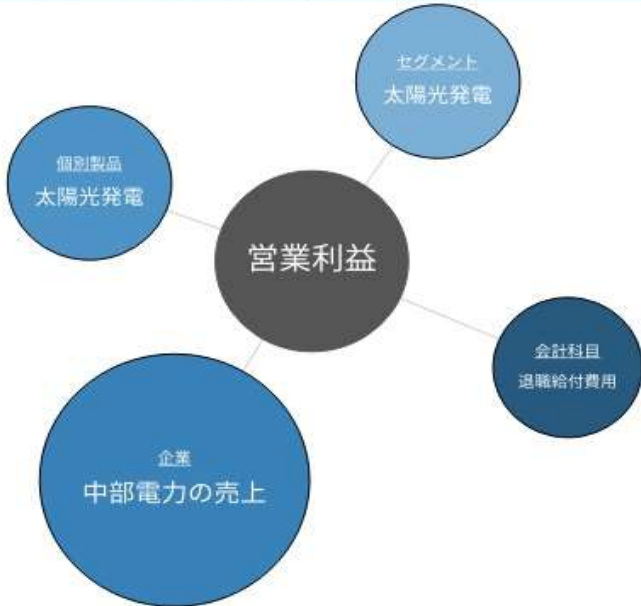 セグメント
太陽光発電
個別製品
太陽光発電
営業利益
会計科目
退職給付費用
企業
中部電力の売上